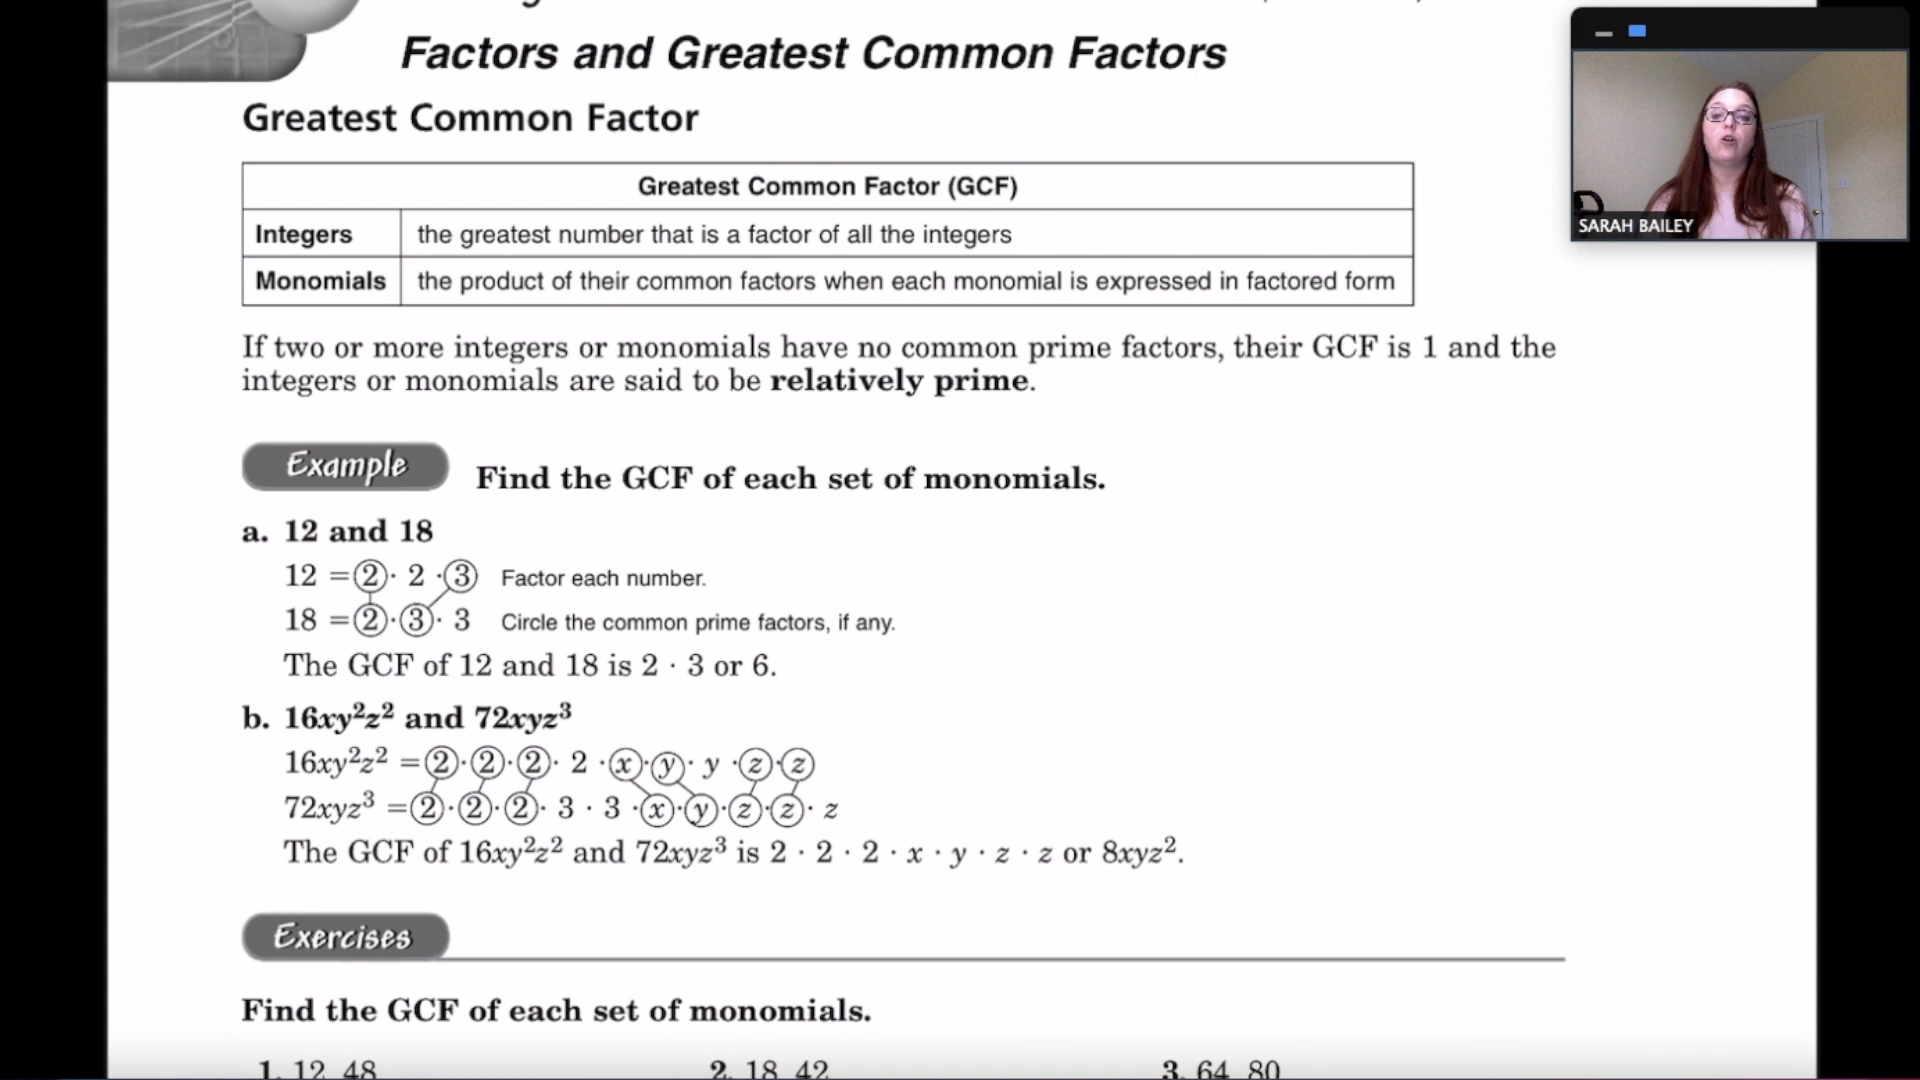 Factors and Greatest Common Factors
SARAH BAILEY
Greatest Common Factor
Greatest Common Factor (GCF)
Integers the greatest number that is a factor of all the integers
Monomials the product of their common factors when each monomial is expressed in factored form
If two or more integers or monomials have no common prime factors, their GCF is 1 and the
integers or monomials are said to be relatively prime.
Example Find the GCF of each set of monomials.
a. 12 and 18
12 = 2 · 2 · 3 Factor each number.
18 = 2 · 3 · 3 Circle the common prime factors, if any.
The GCF of 12 and 18 is 2 · 3 or 6.
b. 16xy²z² and 72xyz³
16xy²z² = 2 · 2 · 2 · 2 · x · y · y · z · z
72xyz³ = 2 · 2 · 2 · 3 · 3 · x · y · z · z · z
The GCF of 16xy²z² and 72xyz³ is 2 · 2 · 2 · x · y · z · z or 8xyz².
Exercises
Find the GCF of each set of monomials.
1. 12, 48 2. 18, 42 3. 64, 80